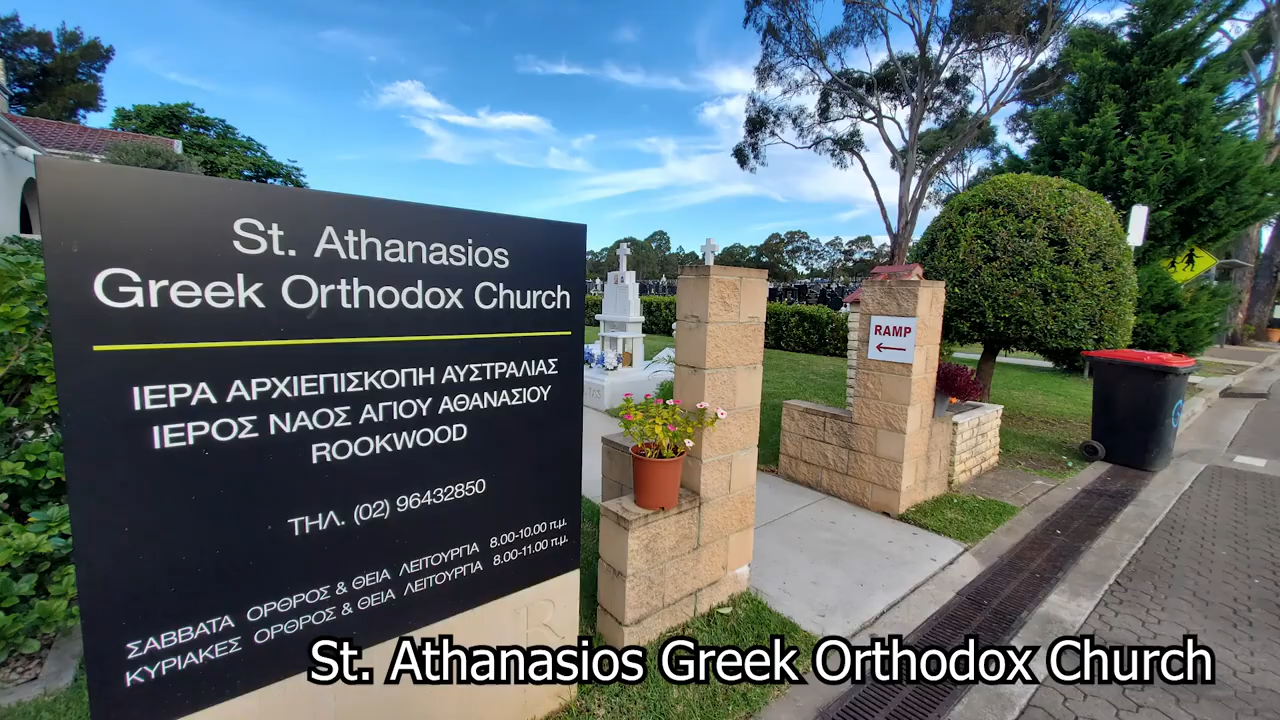 St. Athanasios
Greek Orthodox Church
ΙΕΡΑ ΑΡΧΙΕΠΙΣΚΟΠΗ ΑΥΣΤΡΑΛΙΑΣ
ΙΕΡΟΣ ΝΑΟΣ ΑΓΙΟΥ ΑΘΑΝΑΣΙΟΥ
ROOKWOOD
ΤΗΛ. (02) 96432850
ΣΑΒΒΑΤΑ ΟΡΘΡΟΣ & ΘΕΙΑ ΛΕΙΤΟΥΡΓΙΑ 8.00-10.00 π.μ.
ΚΥΡΙΑΚΕΣ ΟΡΘΡΟΣ & ΘΕΙΑ ΛΕΙΤΟΥΡΓΙΑ 8.00-11.00 π.μ.
RAMP
St. Athanasios Greek Orthodox Church